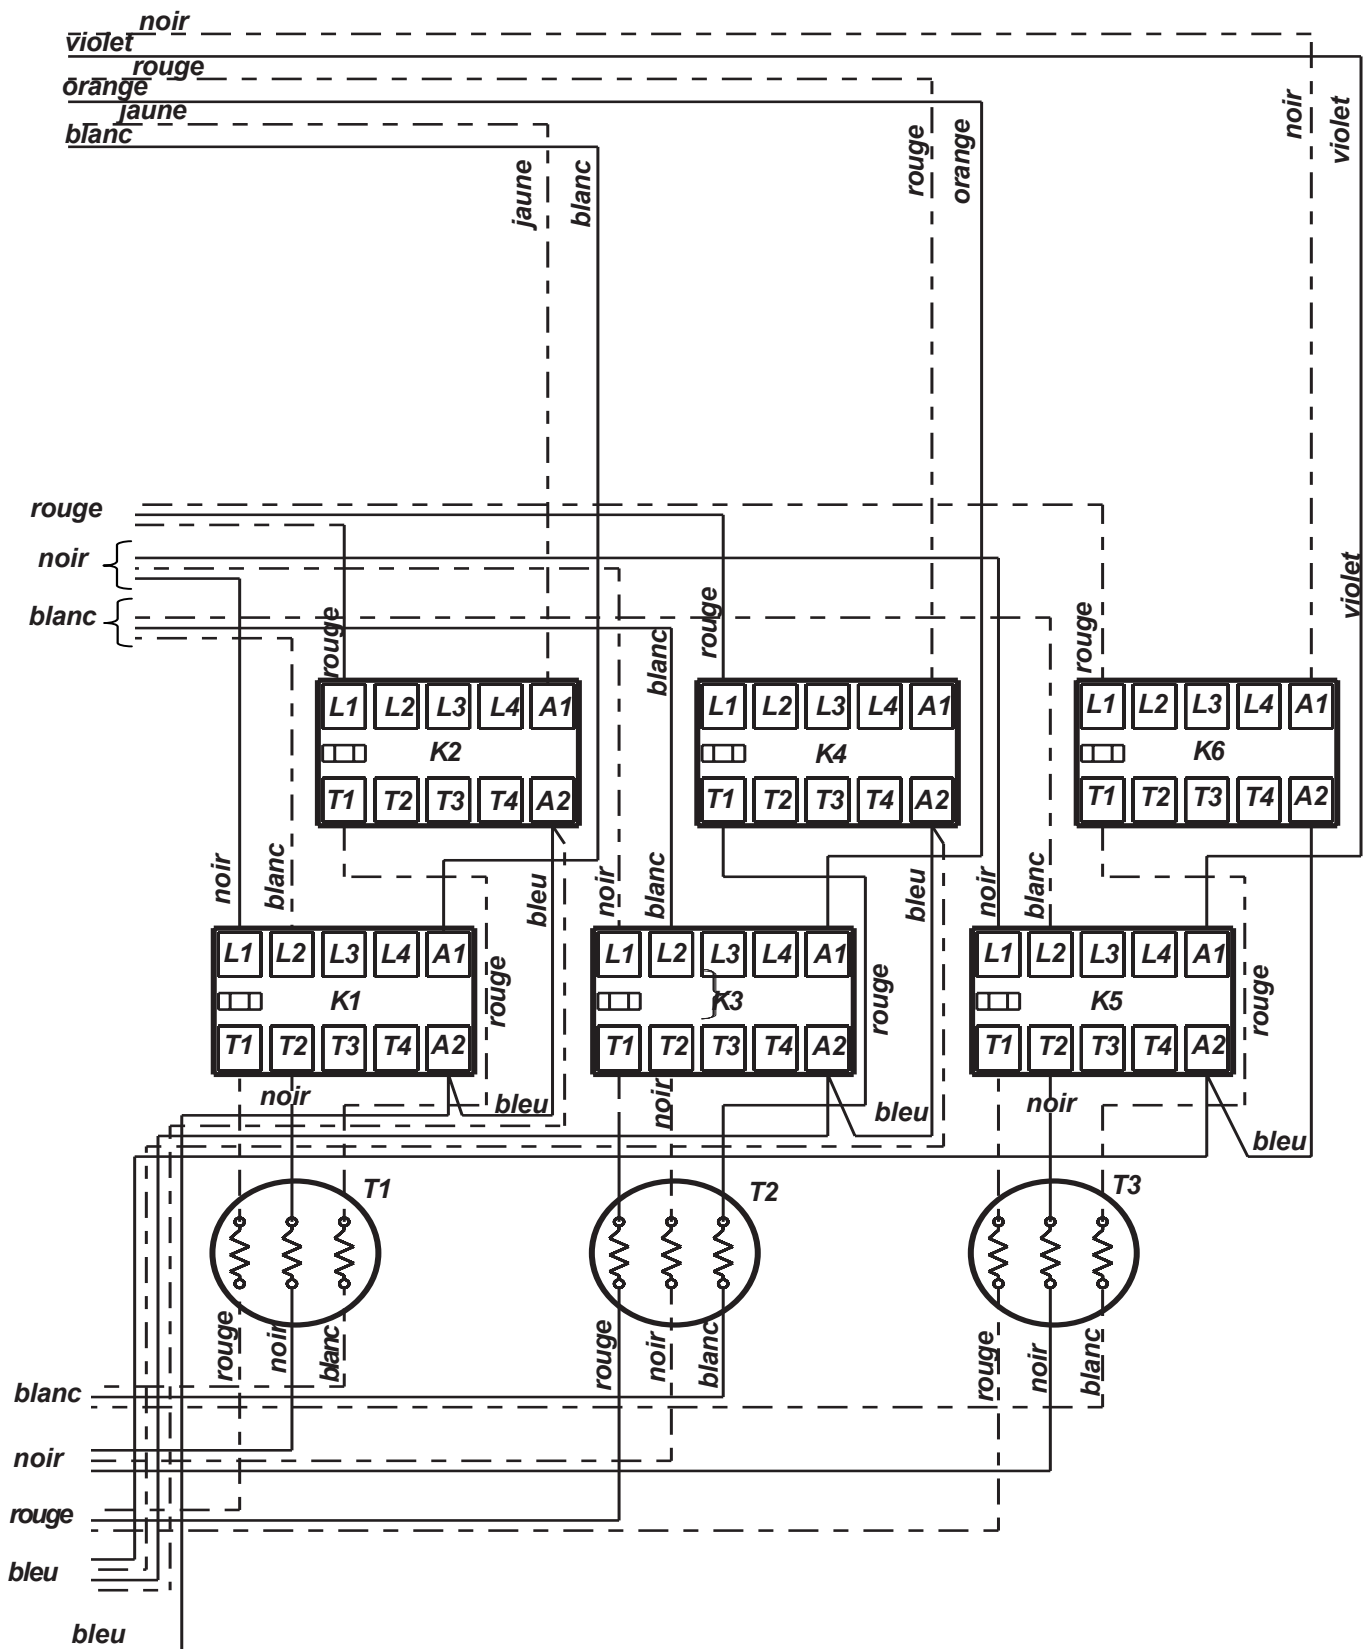 noir
violet
rouge
orange
jaune
blanc
jaune
blanc
rouge
orange
noir
violet
rouge
noir
blanc
rouge
blanc
rouge
rouge
violet
L1 L2 L3 L4 A1
K2
T1 T2 T3 T4 A2
L1 L2 L3 L4 A1
K4
T1 T2 T3 T4 A2
L1 L2 L3 L4 A1
K6
T1 T2 T3 T4 A2
noir
blanc
bleu
noir
blanc
bleu
noir
blanc
L1 L2 L3 L4 A1
K1
T1 T2 T3 T4 A2
rouge
L1 L2 L3 L4 A1
K3
T1 T2 T3 T4 A2
rouge
L1 L2 L3 L4 A1
K5
T1 T2 T3 T4 A2
rouge
noir
bleu
noir
bleu
noir
bleu
T1
T2
T3
rouge
noir
blanc
rouge
noir
blanc
rouge
noir
blanc
blanc
noir
rouge
bleu
bleu